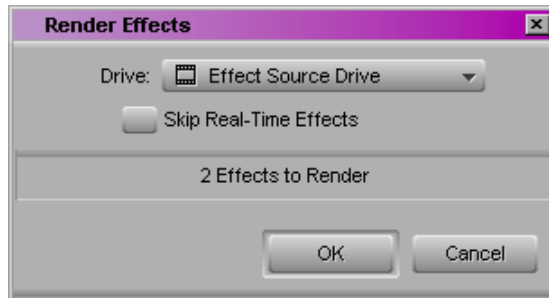 Render Effects
Drive: Effect Source Drive
Skip Real-Time Effects
2 Effects to Render
OK Cancel